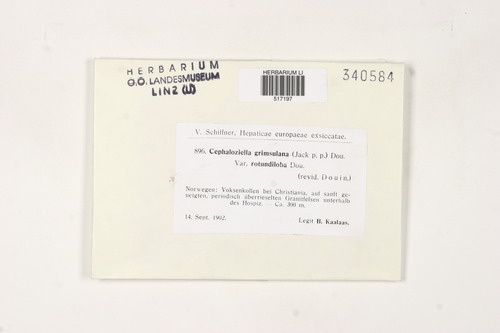 HERBARIUM
O.Ö. LANDESMUSEUM
LINZ (LI)
HERBARIUM LI
517197
340584
V. Schiffner, Hepaticae europaeae exsiccatae.
896. Cephaloziella grimsulana (Jack p. p.) Dou.
Var. rotundiloba Dou.
(revid. Douin.)
Norwegen: Voksenkollen bei Christiania, auf sanft ge-
neigten, periodisch überrieselten Granitfelsen unterhalb
des Hospiz. — Ca. 300 m.
14. Sept. 1902.
Legit B. Kaalaas.